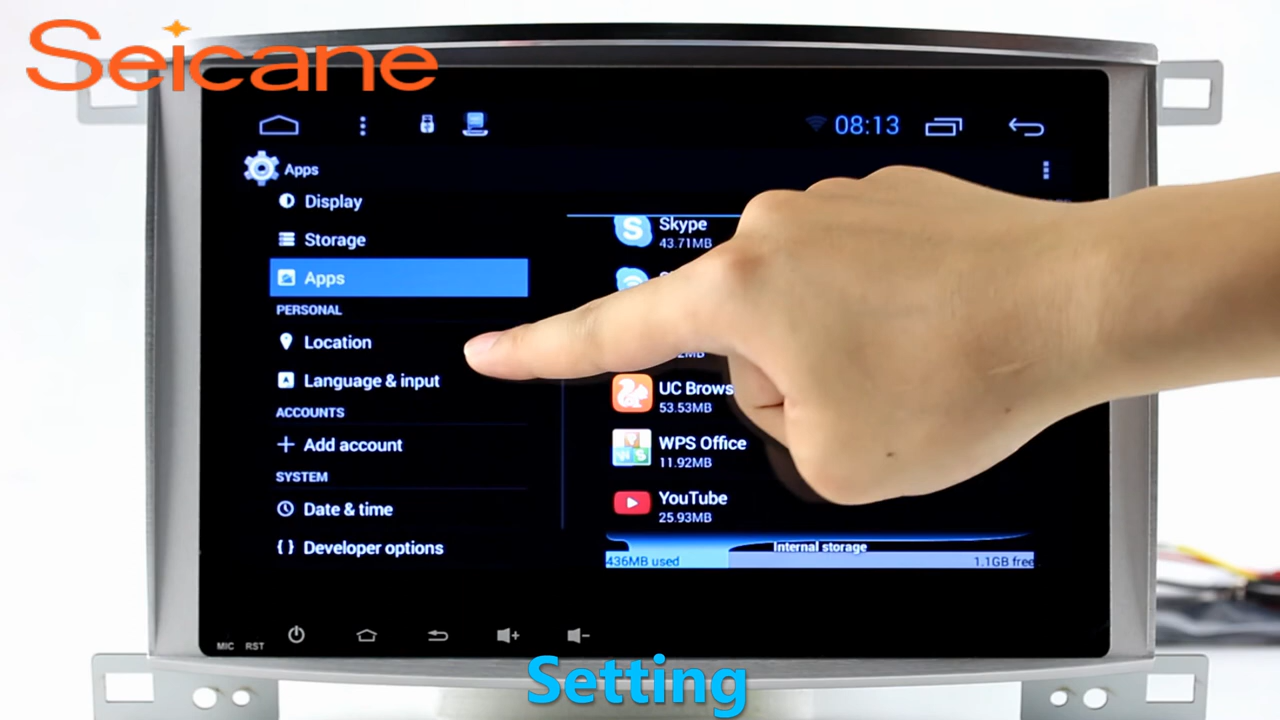 Seicane
08:13
Apps
Display
Storage
Apps
PERSONAL
Location
Language & input
ACCOUNTS
Add account
SYSTEM
Date & time
Developer options
Skype
43.71MB
UC Brows
53.53MB
WPS Office
11.92MB
YouTube
25.93MB
Internal storage
436MB used
1.1GB free
MIC RST
Setting